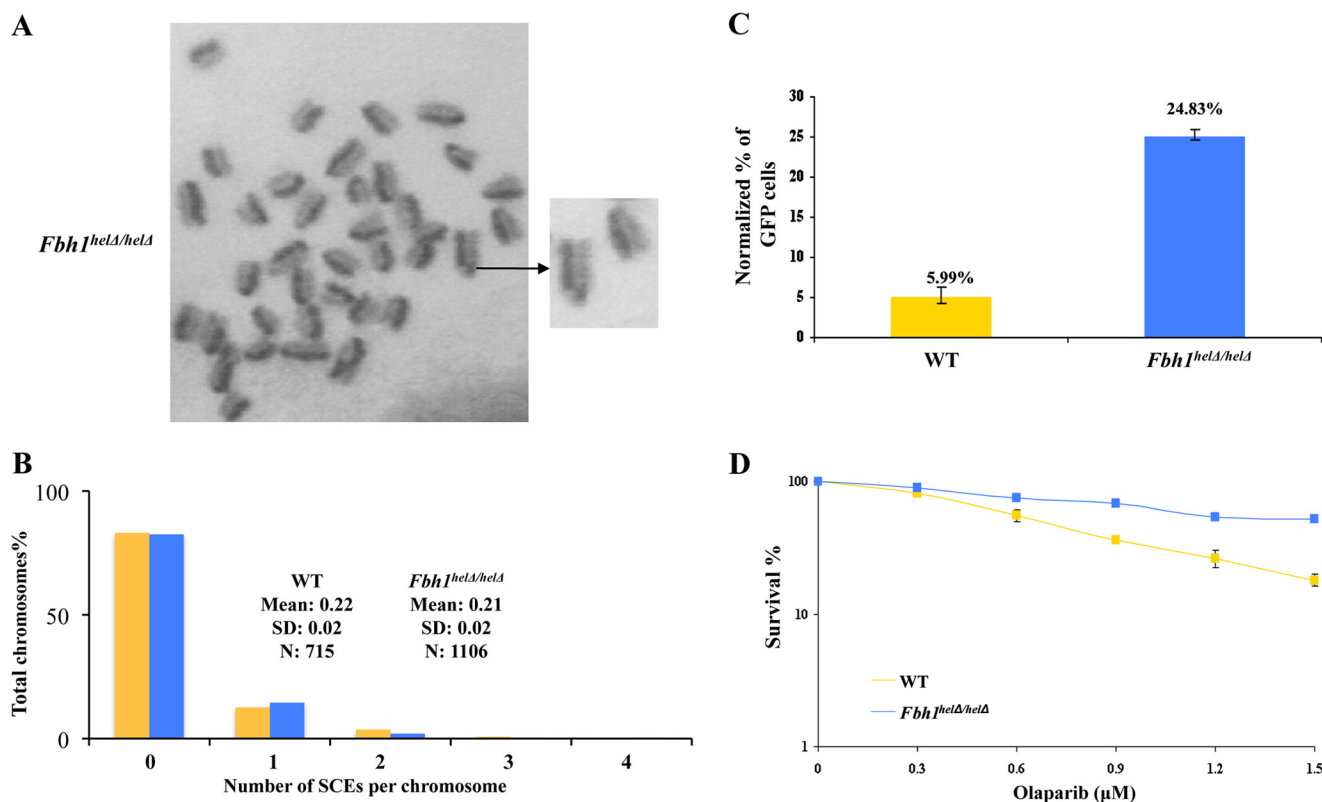 A
Fbh1helΔ/helΔ
B
Total chromosomes%
100
50
0
WT
Mean: 0.22
SD: 0.02
N: 715
Fbh1helΔ/helΔ
Mean: 0.21
SD: 0.02
N: 1106
0 1 2 3 4
Number of SCEs per chromosome
C
Normalized % of
GFP cells
30
25
20
15
10
5
0
5.99%
24.83%
WT
Fbh1helΔ/helΔ
D
Survival %
100
10
1
WT
Fbh1helΔ/helΔ
0 0.3 0.6 0.9 1.2 1.5
Olaparib (μM)